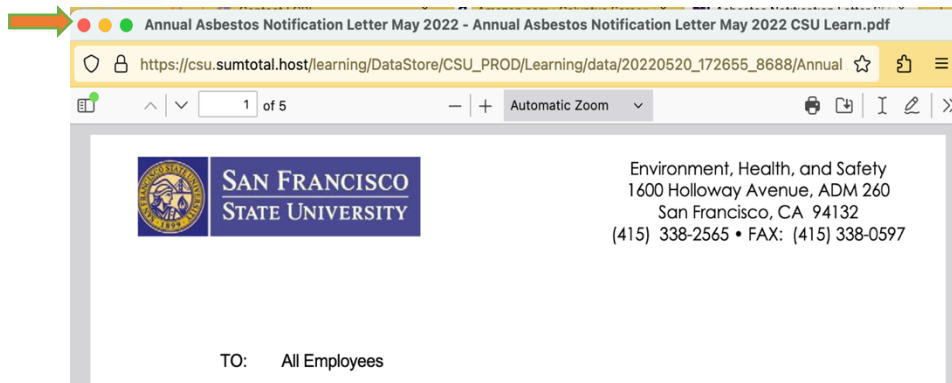 Annual Asbestos Notification Letter May 2022 - Annual Asbestos Notification Letter May 2022 CSU Learn.pdf
https://csu.sumtotal.host/learning/DataStore/CSU_PROD/Learning/data/20220520_172655_8688/Annual
1 of 5
Automatic Zoom
SAN FRANCISCO
STATE UNIVERSITY
Environment, Health, and Safety
1600 Holloway Avenue, ADM 260
San Francisco, CA 94132
(415) 338-2565 • FAX: (415) 338-0597
TO: All Employees